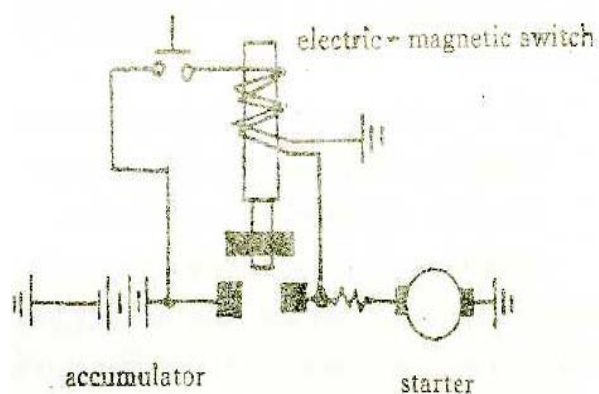 electric - magnetic switch
accumulator
starter